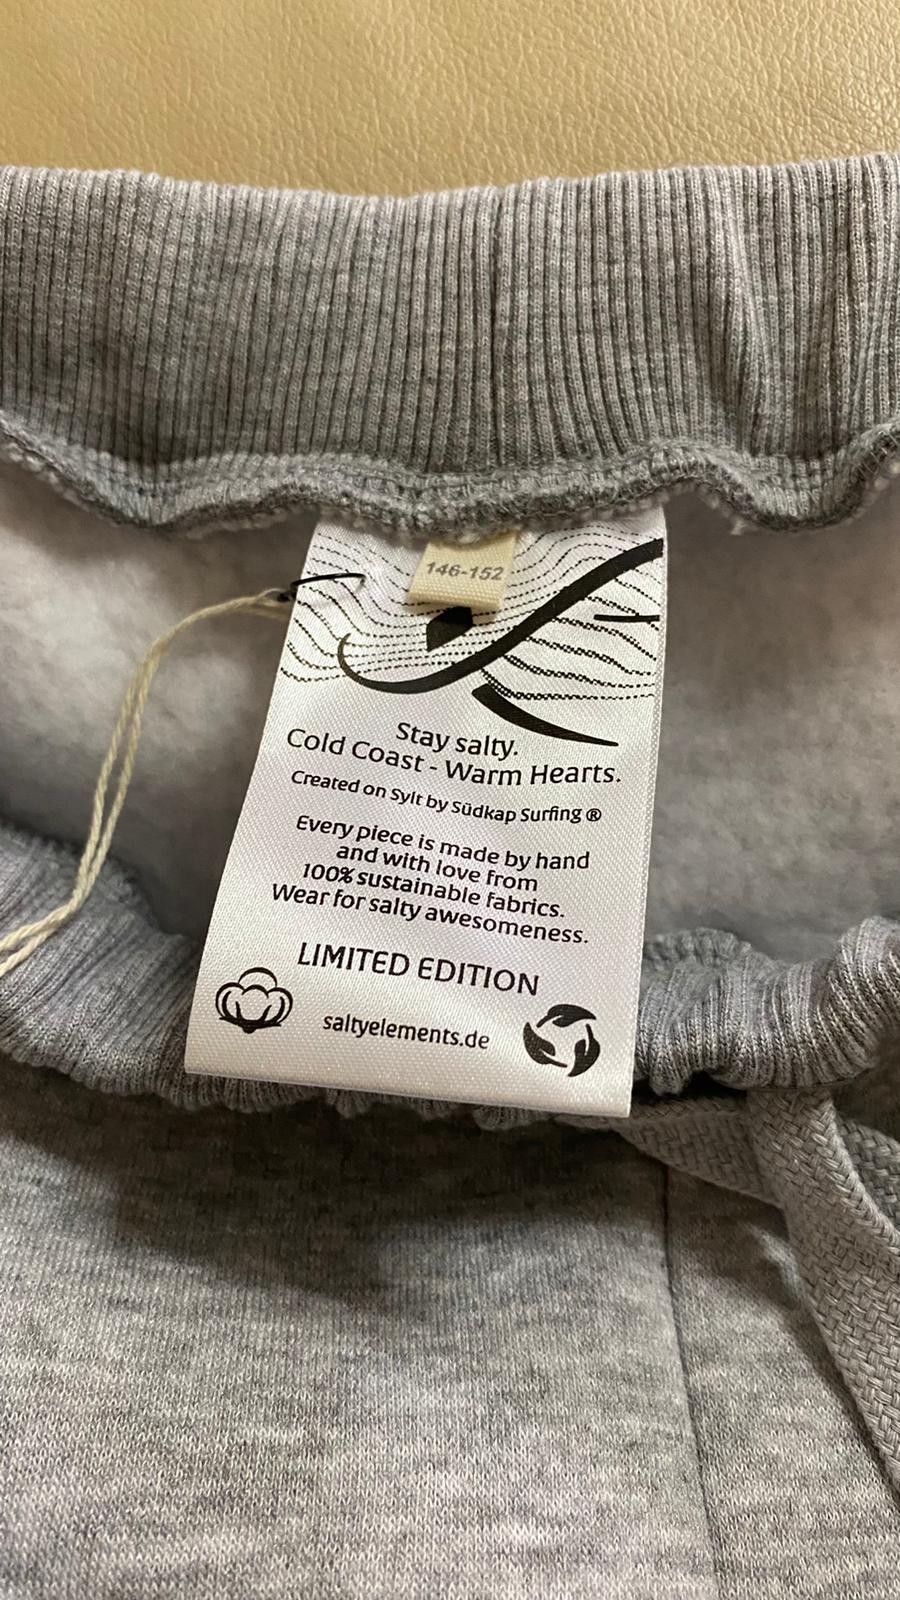 146-152
Stay salty.
Cold Coast - Warm Hearts.
Created on Sylt by Südkap Surfing ®
Every piece is made by hand
and with love from
100% sustainable fabrics.
Wear for salty awesomeness.
LIMITED EDITION
saltyelements.de